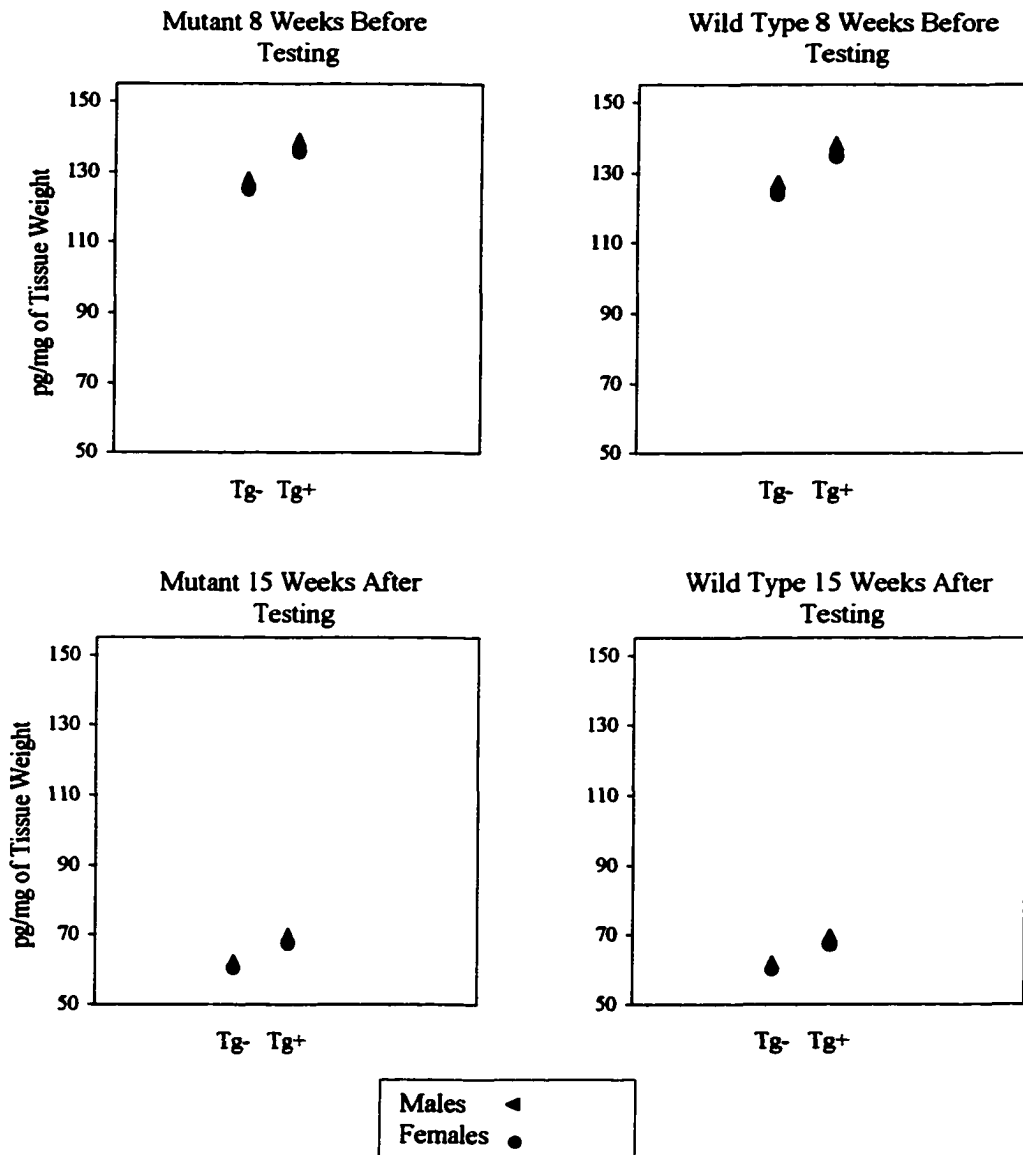 Mutant 8 Weeks Before
Testing
150
130
110
90
70
50
pg/mg of Tissue Weight
Tg- Tg+
Wild Type 8 Weeks Before
Testing
150
130
110
90
70
50
Tg- Tg+
Mutant 15 Weeks After
Testing
150
130
110
90
70
50
pg/mg of Tissue Weight
Tg- Tg+
Wild Type 15 Weeks After
Testing
150
130
110
90
70
50
Tg- Tg+
Males
Females